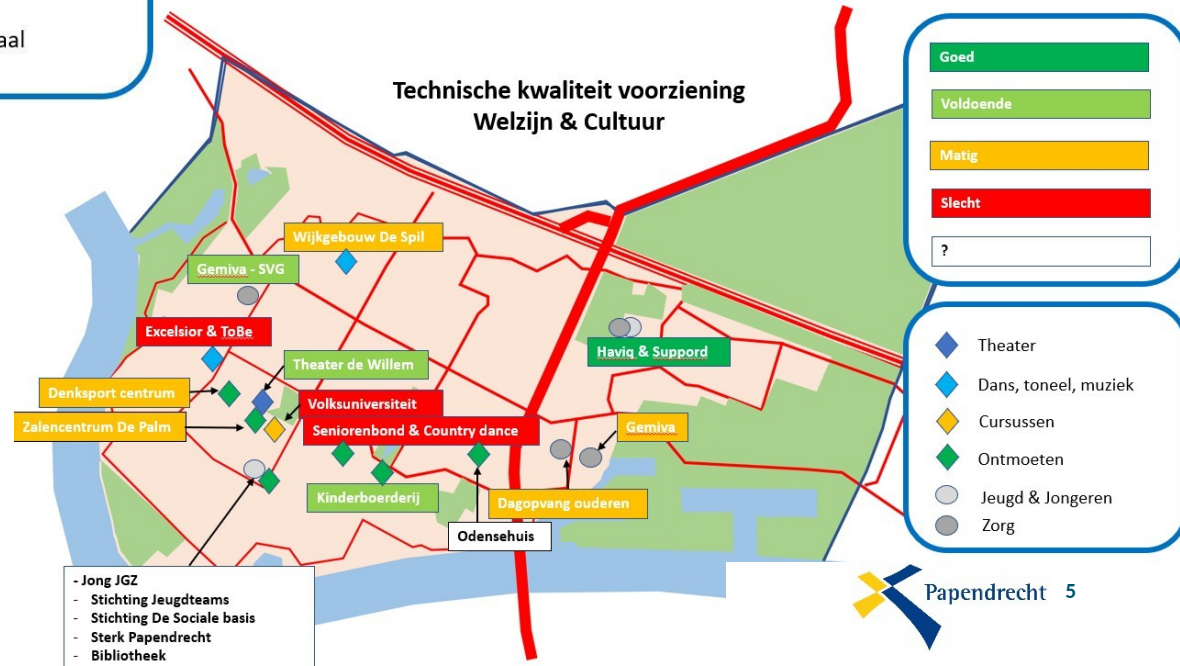 aal
Technische kwaliteit voorziening
Welzijn & Cultuur
Goed
Voldoende
Matig
Slecht
?
Wijkgebouw De Spil
Gemiva - SVG
Excelsior & ToBe
Theater de Willem
Haviq & Suppord
Denksport centrum
Volksuniversiteit
Zalencentrum De Palm
Seniorenbond & Country dance
Gemiva
Kinderboerderij
Dagopvang ouderen
Odensehuis
Theater
Dans, toneel, muziek
Cursussen
Ontmoeten
Jeugd & Jongeren
Zorg
- Jong JGZ
- Stichting Jeugdteams
- Stichting De Sociale basis
- Sterk Papendrecht
- Bibliotheek
Papendrecht 5